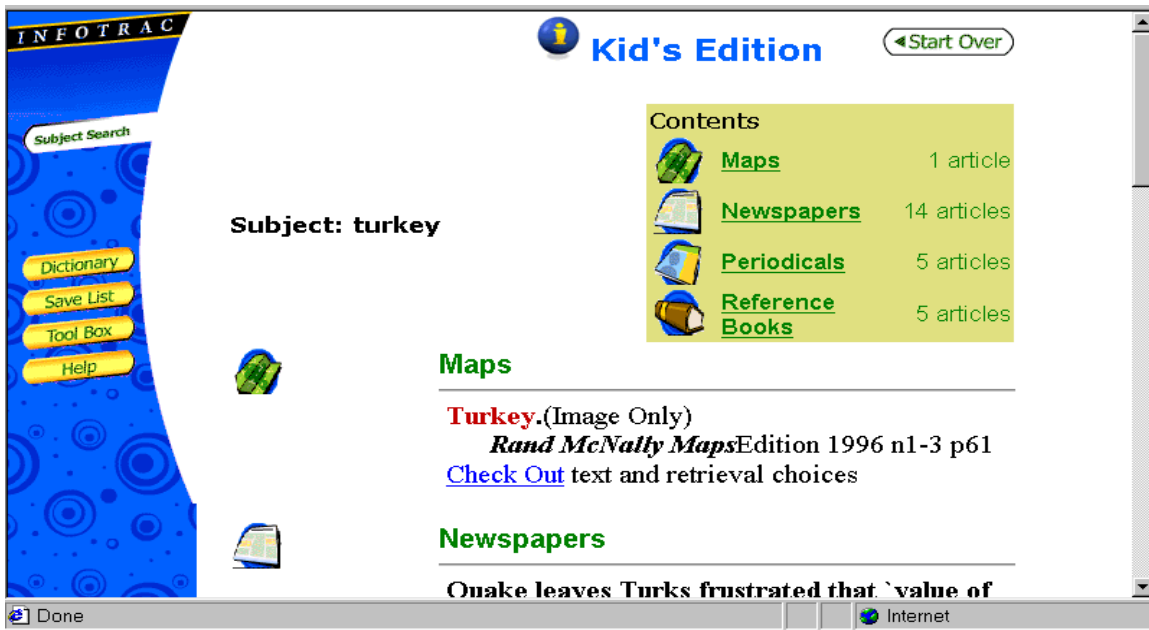 INFOTRAC
Kid's Edition
Start Over
Subject Search
Contents
Maps 1 article
Newspapers 14 articles
Periodicals 5 articles
Reference
Books 5 articles
Subject: turkey
Dictionary
Save List
Tool Box
Help
Maps
Turkey.(Image Only)
Rand McNally MapsEdition 1996 n1-3 p61
Check Out text and retrieval choices
Newspapers
Quake leaves Turks frustrated that `value of
Done
Internet